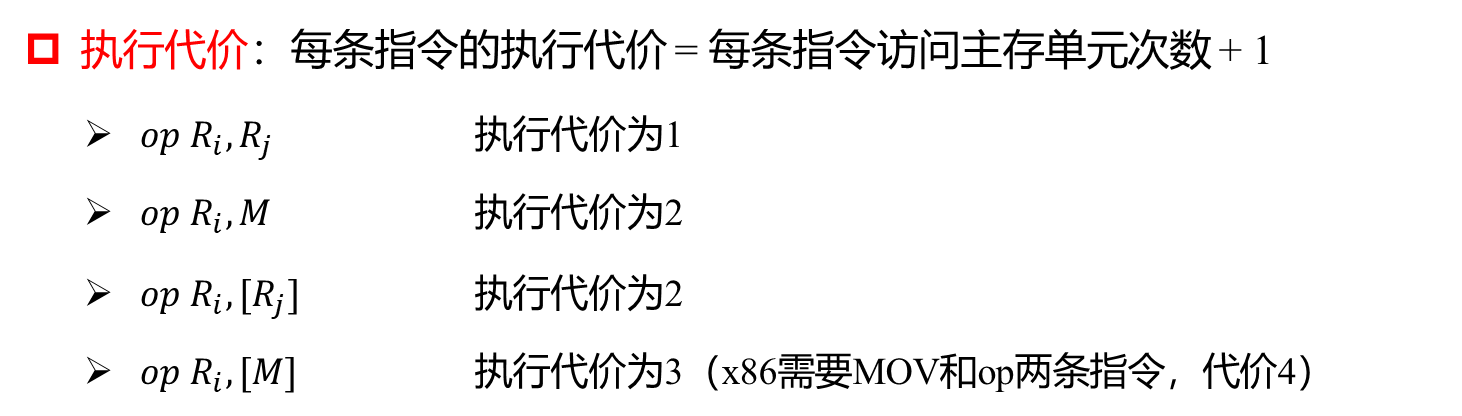 执行代价：每条指令的执行代价 = 每条指令访问主存单元次数 + 1
op Rᵢ, Rⱼ 执行代价为1
op Rᵢ, M 执行代价为2
op Rᵢ, [Rⱼ] 执行代价为2
op Rᵢ, [M] 执行代价为3（x86需要MOV和op两条指令，代价4）